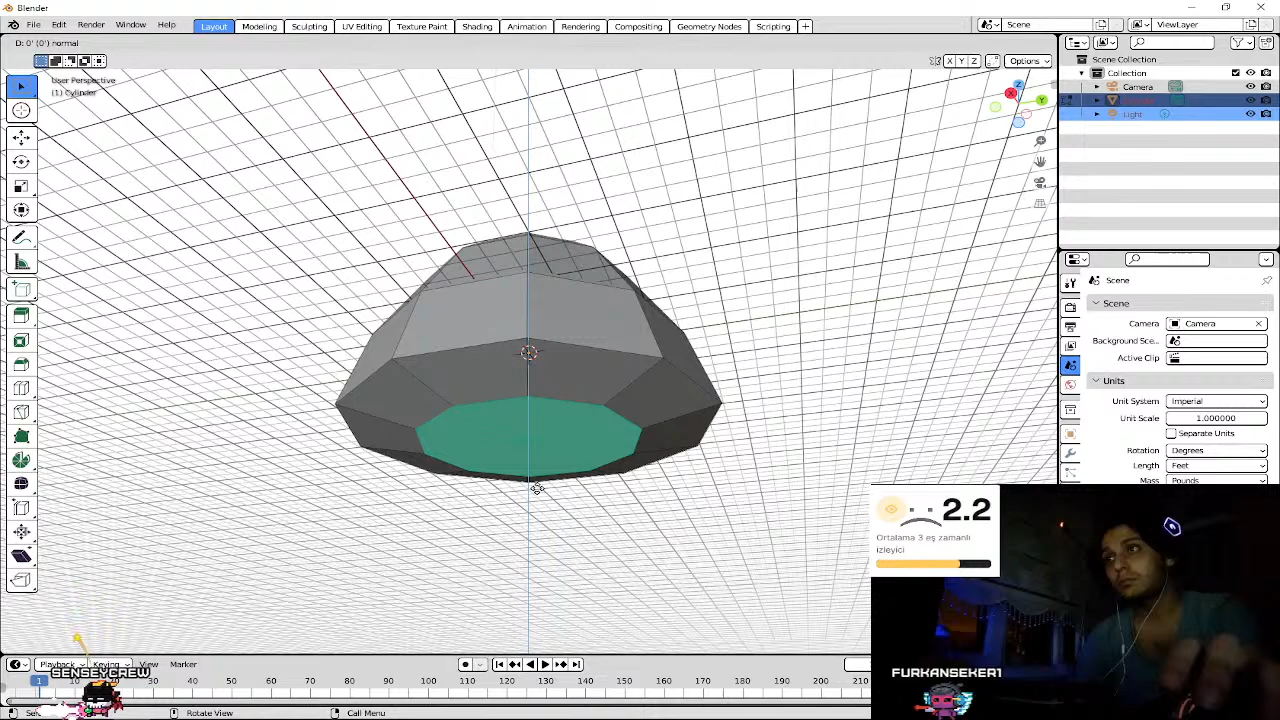 Blender
File Edit Render Window Help Layout Modeling Sculpting UV Editing Texture Paint Shading Animation Rendering Compositing Geometry Nodes Scripting + Scene ViewLayer
D: 0' (0') normal
X Y Z Options
User Perspective
(1) Cylinder
Z
X
Y
Scene Collection
Collection
Camera
Light
Scene
Scene
Camera Camera
Background Sce...
Active Clip
Units
Unit System Imperial
Unit Scale 1.000000
Separate Units
Rotation Degrees
Length Feet
Mass Pounds
2.2
Ortalama 3 eş zamanlı
izleyici
Playback Keying View Marker
1 10 20 30 40 50 60 70 80 90 100 110 120 130 140 150 160 170 180
Rotate View Call Menu
SENSEYCREW
FURKANSEKER1